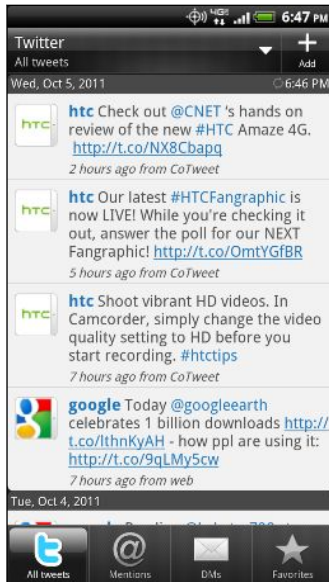 4G 6:47 PM
Twitter
All tweets
Add
Wed, Oct 5, 2011 6:46 PM
hTC
htc Check out @CNET 's hands on
review of the new #HTC Amaze 4G.
http://t.co/NX8Cbapq
2 hours ago from CoTweet
hTC
htc Our latest #HTCFangraphic is
now LIVE! While you're checking it
out, answer the poll for our NEXT
Fangraphic! http://t.co/OmtYGfBR
5 hours ago from CoTweet
hTC
htc Shoot vibrant HD videos. In
Camcorder, simply change the video
quality setting to HD before you
start recording. #htctips
7 hours ago from CoTweet
google Today @googleearth
celebrates 1 billion downloads http://
t.co/lthnKyAH - how ppl are using it:
http://t.co/9qLMy5cw
7 hours ago from web
Tue, Oct 4, 2011
All tweets Mentions DMs Favorites